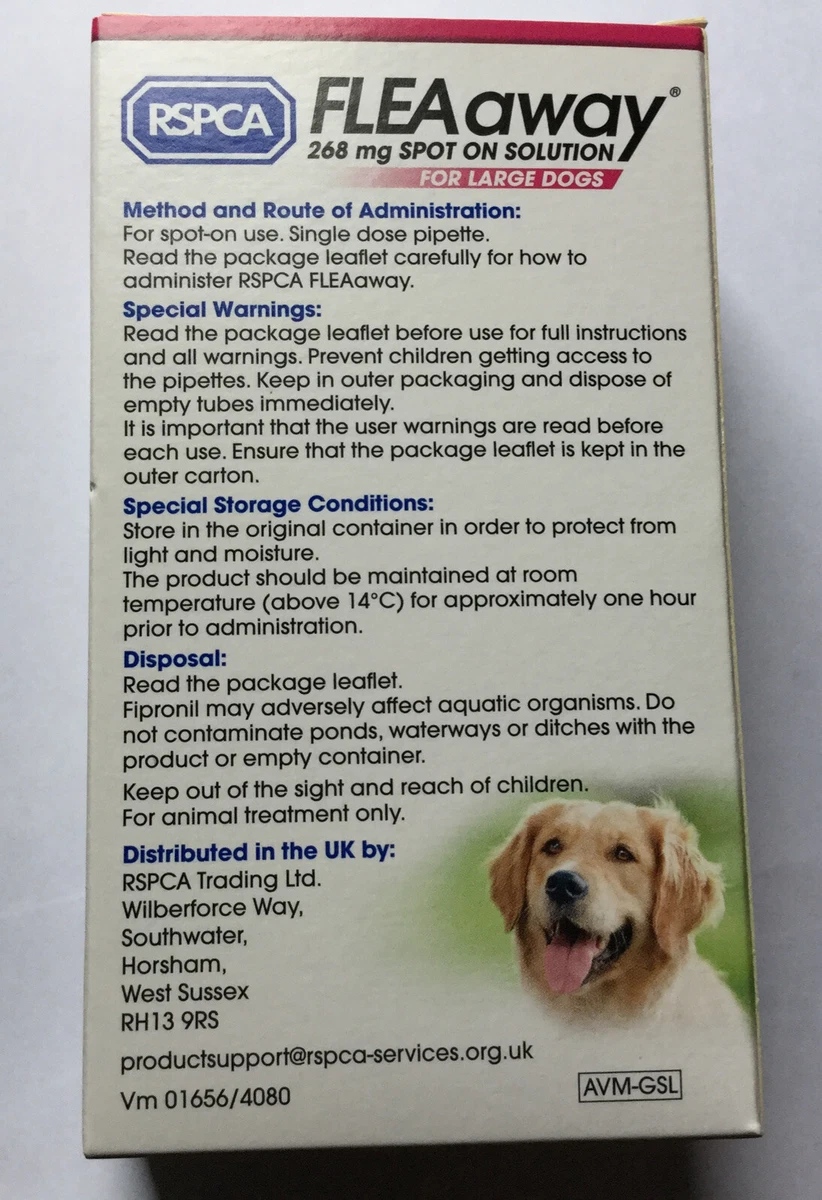 RSPCA
FLEAaway®
268 mg SPOT ON SOLUTION
FOR LARGE DOGS
Method and Route of Administration:
For spot-on use. Single dose pipette.
Read the package leaflet carefully for how to
administer RSPCA FLEAaway.
Special Warnings:
Read the package leaflet before use for full instructions
and all warnings. Prevent children getting access to
the pipettes. Keep in outer packaging and dispose of
empty tubes immediately.
It is important that the user warnings are read before
each use. Ensure that the package leaflet is kept in the
outer carton.
Special Storage Conditions:
Store in the original container in order to protect from
light and moisture.
The product should be maintained at room
temperature (above 14°C) for approximately one hour
prior to administration.
Disposal:
Read the package leaflet.
Fipronil may adversely affect aquatic organisms. Do
not contaminate ponds, waterways or ditches with the
product or empty container.
Keep out of the sight and reach of children.
For animal treatment only.
Distributed in the UK by:
RSPCA Trading Ltd.
Wilberforce Way,
Southwater,
Horsham,
West Sussex
RH13 9RS
productsupport@rspca-services.org.uk
Vm 01656/4080
AVM-GSL